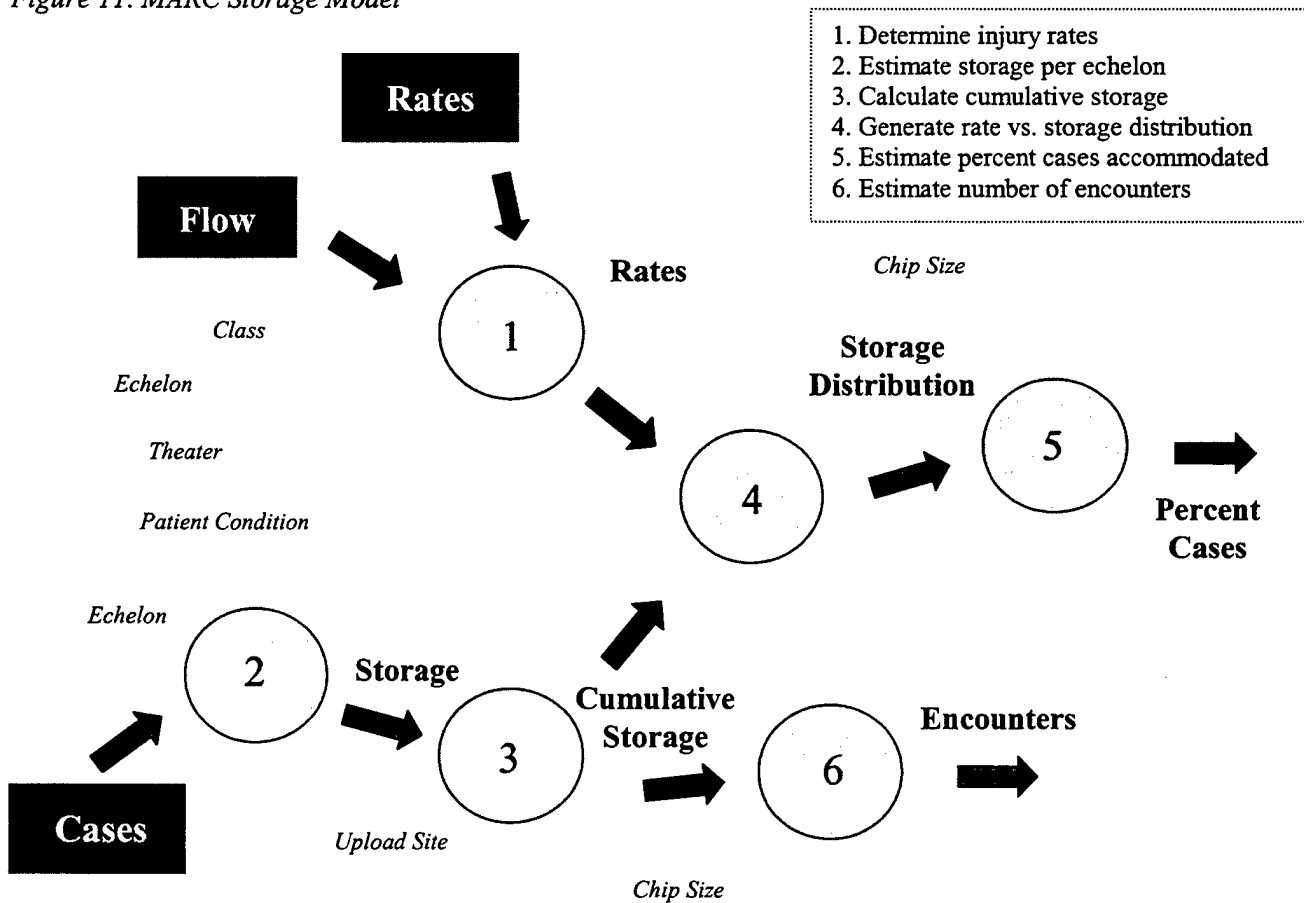 Figure 11: MARC Storage Model
1. Determine injury rates
2. Estimate storage per echelon
3. Calculate cumulative storage
4. Generate rate vs. storage distribution
5. Estimate percent cases accommodated
6. Estimate number of encounters
Rates
Flow
Rates
Chip Size
Class
1
Storage
Distribution
Echelon
Theater
5
4
Patient Condition
Percent
Cases
Echelon
2
Storage
Cumulative
Storage
Encounters
3
6
Cases
Upload Site
Chip Size